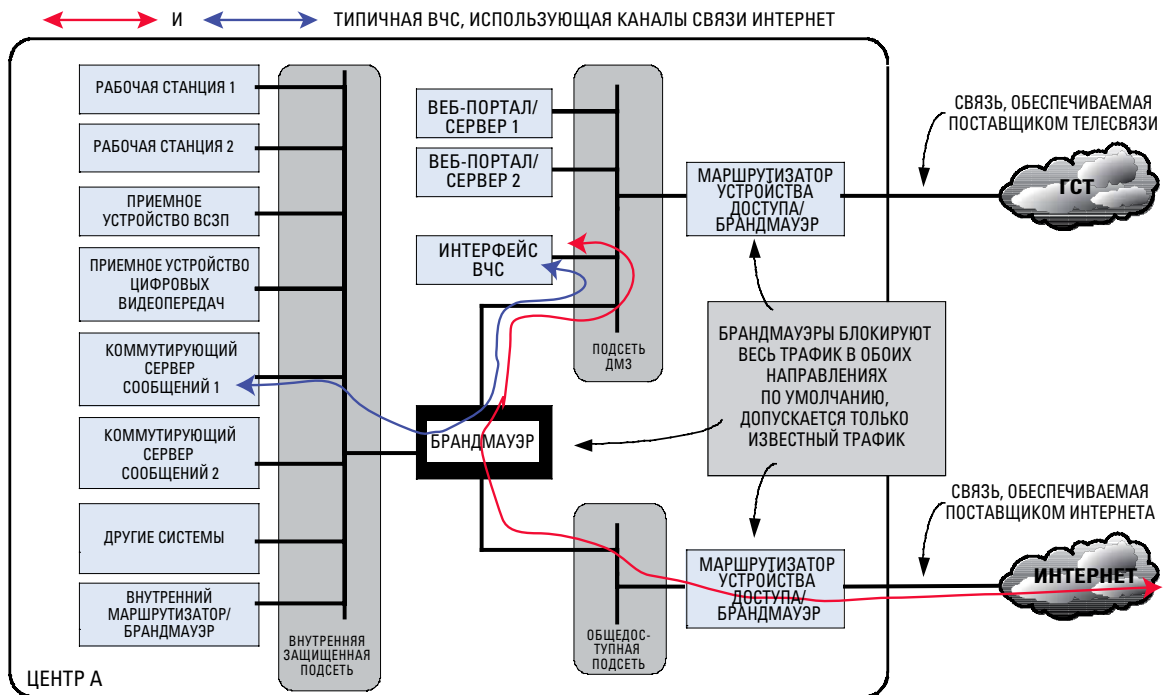 И
ТИПИЧНАЯ ВЧС, ИСПОЛЬЗУЮЩАЯ КАНАЛЫ СВЯЗИ ИНТЕРНЕТ
РАБОЧАЯ СТАНЦИЯ 1
РАБОЧАЯ СТАНЦИЯ 2
ПРИЕМНОЕ
УСТРОЙСТВО ВСЗП
ПРИЕМНОЕ УСТРОЙСТВО
ЦИФРОВЫХ
ВИДЕОПЕРЕДАЧ
КОММУТИРУЮЩИЙ
СЕРВЕР
СООБЩЕНИЙ 1
КОММУТИРУЮЩИЙ
СЕРВЕР
СООБЩЕНИЙ 2
ДРУГИЕ СИСТЕМЫ
ВНУТРЕННИЙ
МАРШРУТИЗАТОР/
БРАНДМАУЭР
ВНУТРЕННЯЯ
ЗАЩИЩЕННАЯ
ПОДСЕТЬ
ЦЕНТР А
ВЕБ-ПОРТАЛ/
СЕРВЕР 1
ВЕБ-ПОРТАЛ/
СЕРВЕР 2
ИНТЕРФЕЙС
ВЧС
ПОДСЕТЬ
ДМЗ
БРАНДМАУЭР
ОБЩЕДОС-
ТУПНАЯ
ПОДСЕТЬ
МАРШРУТИЗАТОР
УСТРОЙСТВА
ДОСТУПА/
БРАНДМАУЭР
БРАНДМАУЭРЫ БЛОКИРУЮТ
ВЕСЬ ТРАФИК В ОБОИХ
НАПРАВЛЕНИЯХ
ПО УМОЛЧАНИЮ,
ДОПУСКАЕТСЯ ТОЛЬКО
ИЗВЕСТНЫЙ ТРАФИК
МАРШРУТИЗАТОР
УСТРОЙСТВА
ДОСТУПА/
БРАНДМАУЭР
СВЯЗЬ, ОБЕСПЕЧИВАЕМАЯ
ПОСТАВЩИКОМ ТЕЛЕСВЯЗИ
ГСТ
СВЯЗЬ, ОБЕСПЕЧИВАЕМАЯ
ПОСТАВЩИКОМ ИНТЕРНЕТА
ИНТЕРНЕТ